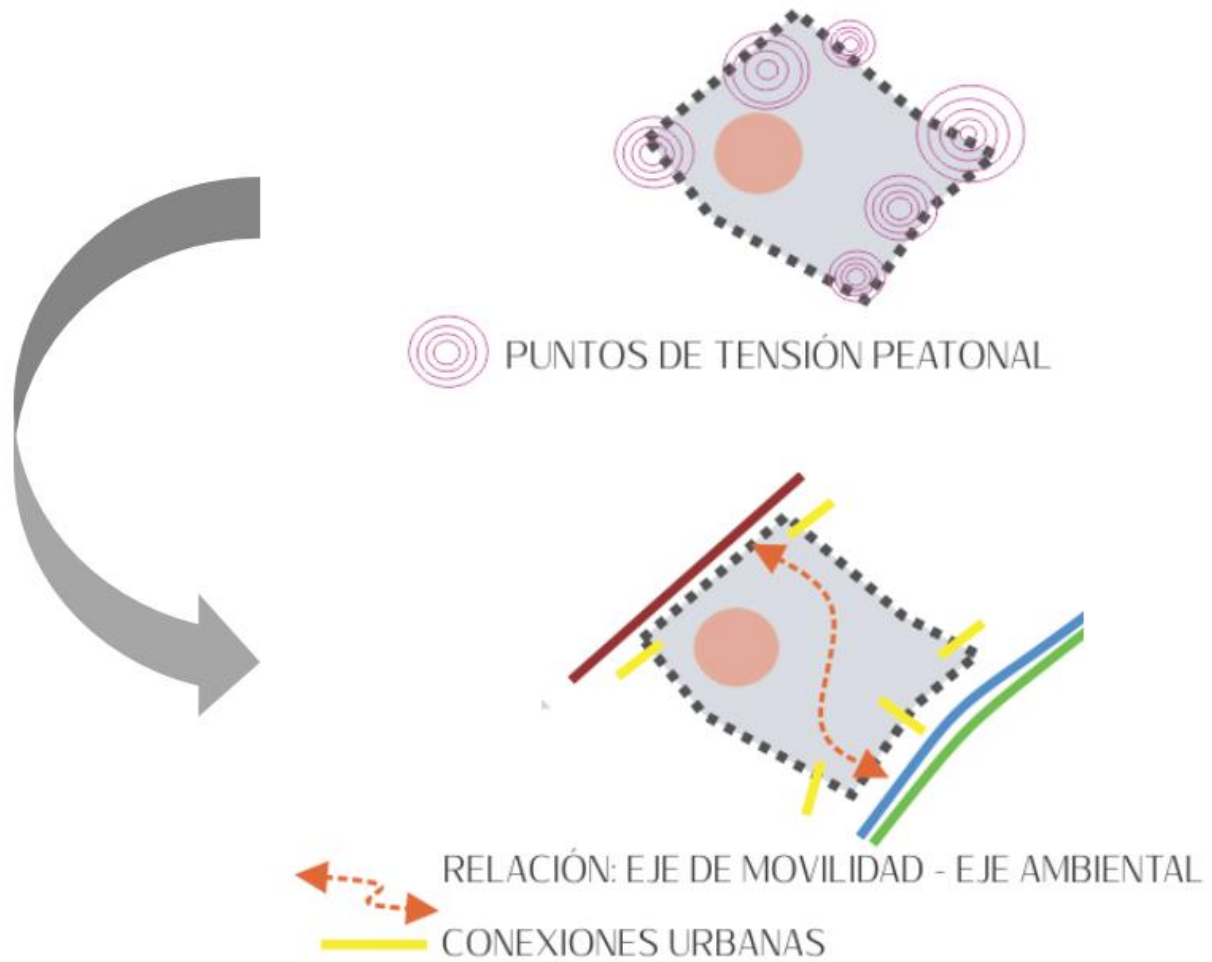 PUNTOS DE TENSIÓN PEATONAL
RELACIÓN: EJE DE MOVILIDAD - EJE AMBIENTAL
CONEXIONES URBANAS